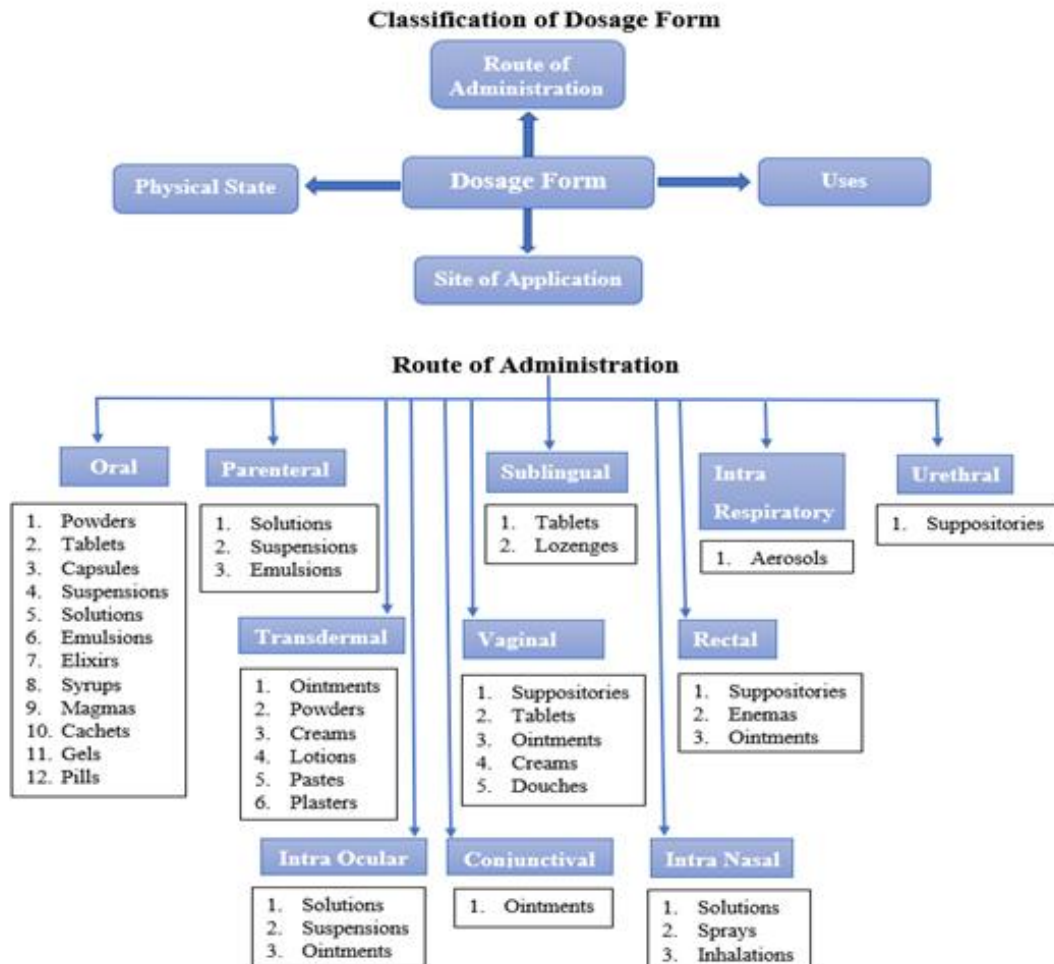 Classification of Dosage Form
Route of
Administration
Physical State
Dosage Form
Uses
Site of Application
Route of Administration
Oral
1. Powders
2. Tablets
3. Capsules
4. Suspensions
5. Solutions
6. Emulsions
7. Elixirs
8. Syrups
9. Magmas
10. Cachets
11. Gels
12. Pills
Parenteral
1. Solutions
2. Suspensions
3. Emulsions
Sublingual
1. Tablets
2. Lozenges
Intra
Respiratory
1. Aerosols
Urethral
1. Suppositories
Transdermal
1. Ointments
2. Powders
3. Creams
4. Lotions
5. Pastes
6. Plasters
Vaginal
1. Suppositories
2. Tablets
3. Ointments
4. Creams
5. Douches
Rectal
1. Suppositories
2. Enemas
3. Ointments
Intra Ocular
1. Solutions
2. Suspensions
3. Ointments
Conjunctival
1. Ointments
Intra Nasal
1. Solutions
2. Sprays
3. Inhalations